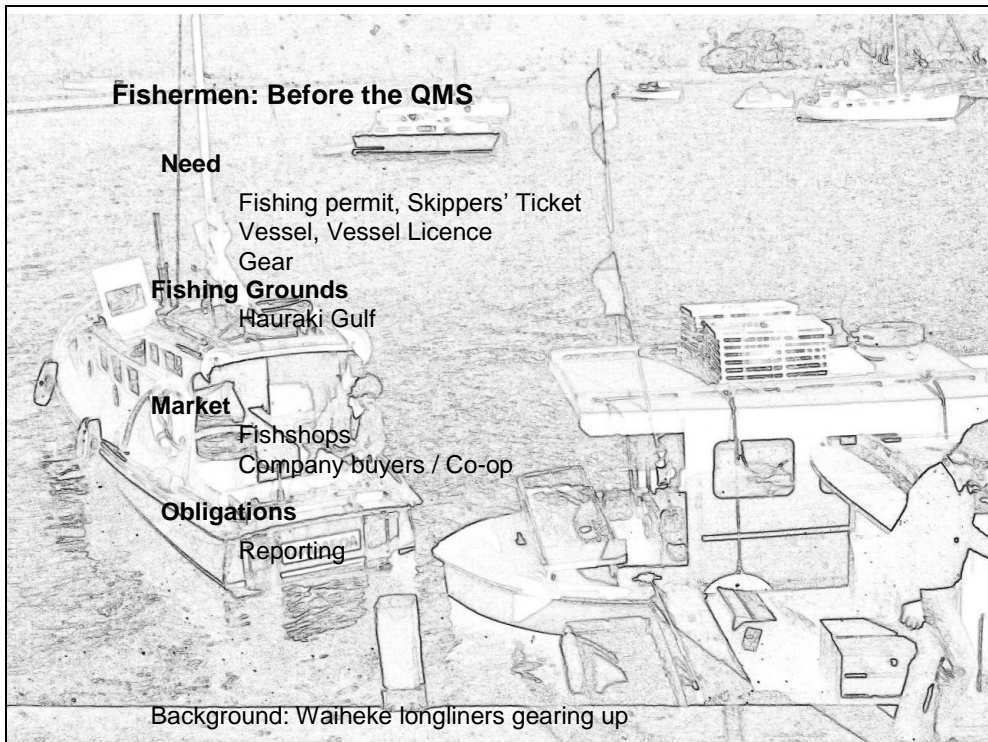 Fishermen: Before the QMS
Need
Fishing permit, Skippers' Ticket
Vessel, Vessel Licence
Gear
Fishing Grounds
Hauraki Gulf
Market
Fishshops
Company buyers / Co-op
Obligations
Reporting
Background: Waiheke longliners gearing up